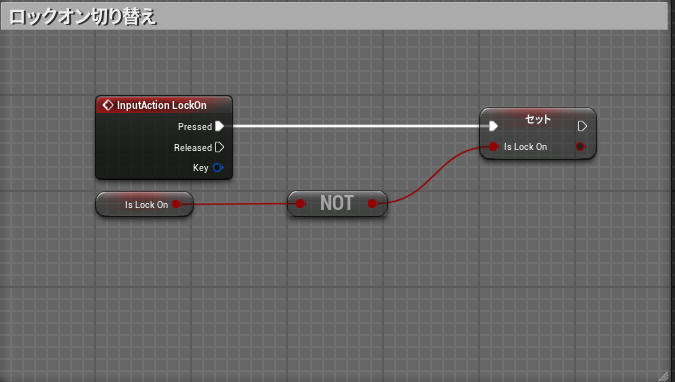 ロックオン切り替え
InputAction LockOn
Pressed
Released
Key
セット
Is Lock On
Is Lock On
NOT